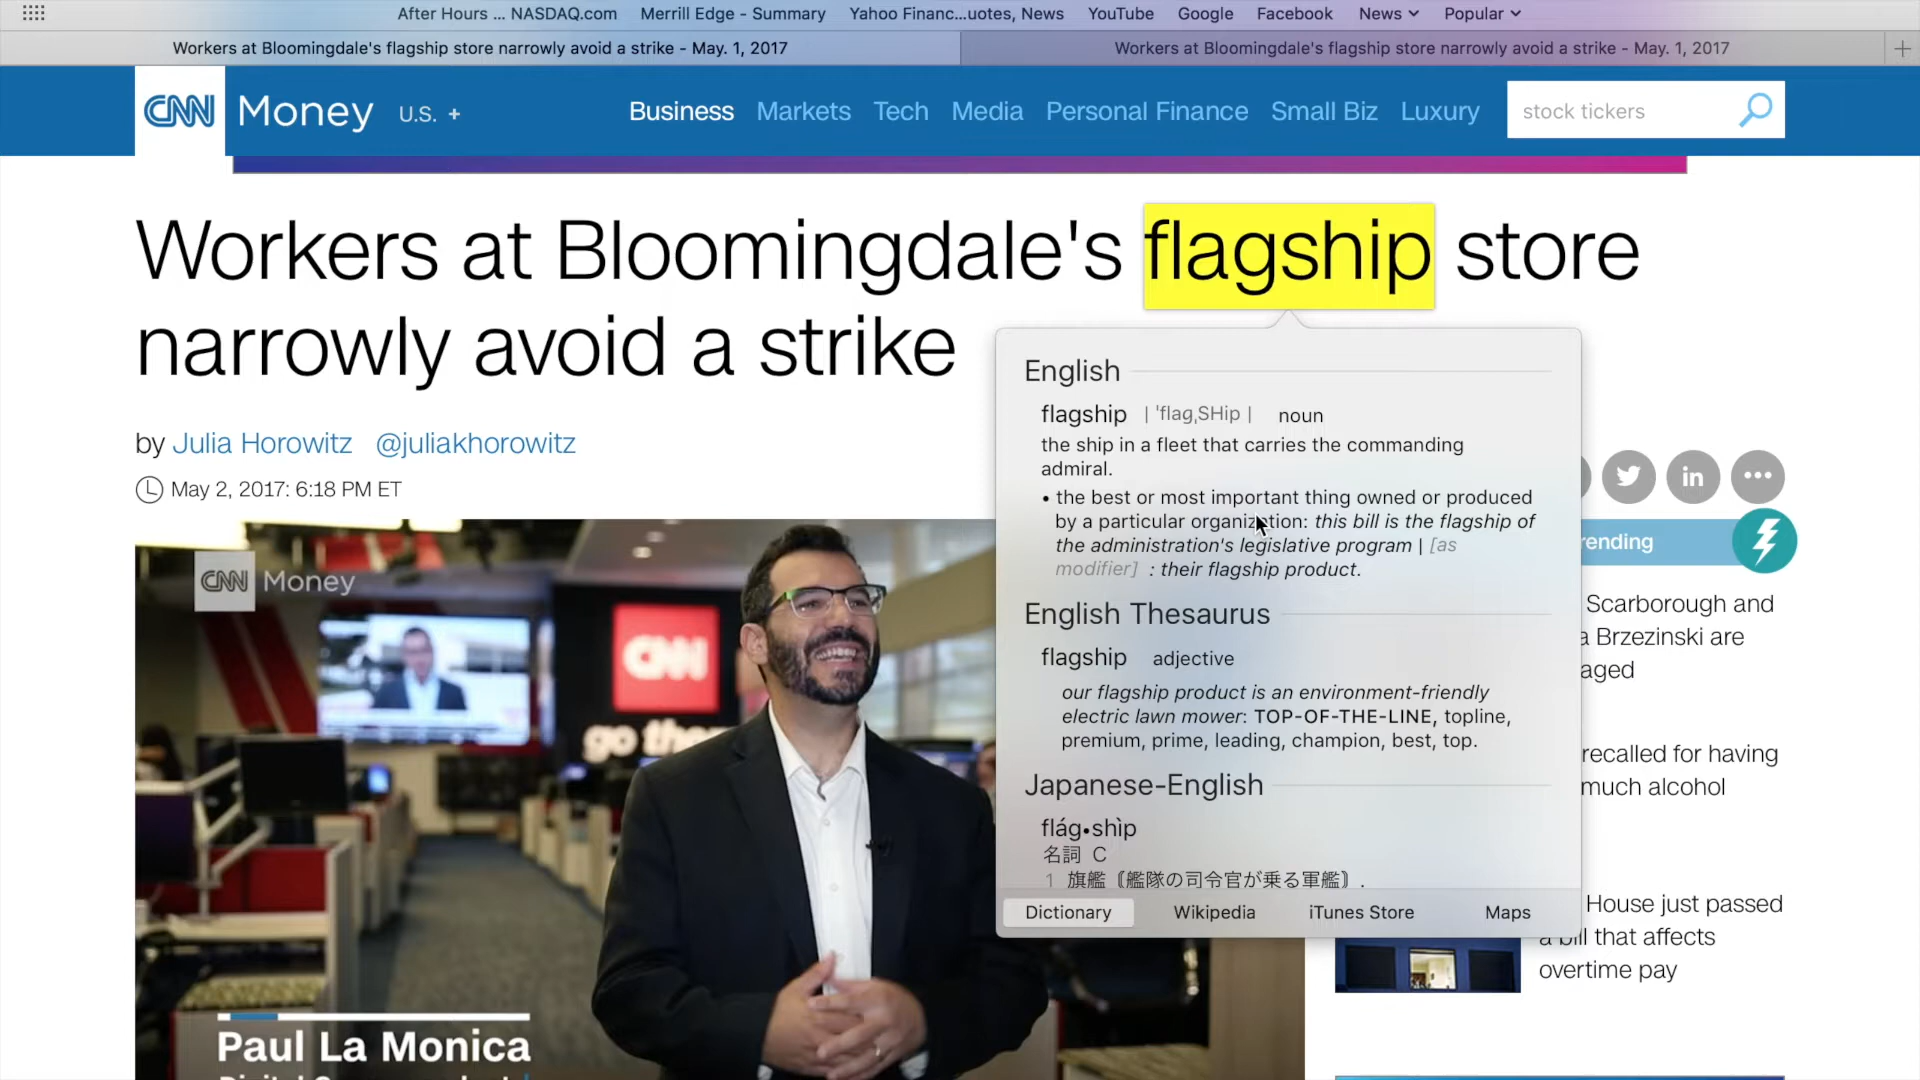 After Hours ... NASDAQ.com Merrill Edge - Summary Yahoo Financ...uotes, News YouTube Google Facebook News Popular
Workers at Bloomingdale's flagship store narrowly avoid a strike - May. 1, 2017
Workers at Bloomingdale's flagship store narrowly avoid a strike - May. 1, 2017
CNN Money U.S. + Business Markets Tech Media Personal Finance Small Biz Luxury stock tickers
Workers at Bloomingdale's flagship store
narrowly avoid a strike
by Julia Horowitz @juliakhorowitz
May 2, 2017: 6:18 PM ET
English
flagship | ˈflagˌSHip | noun
the ship in a fleet that carries the commanding
admiral.
• the best or most important thing owned or produced
by a particular organization: this bill is the flagship of
the administration's legislative program | [as
modifier] : their flagship product.
English Thesaurus
flagship adjective
our flagship product is an environment-friendly
electric lawn mower: TOP-OF-THE-LINE, topline,
premium, prime, leading, champion, best, top.
Japanese-English
flág•shìp
名詞 C
1 旗艦〘艦隊の司令官が乗る軍艦〙.
Dictionary Wikipedia iTunes Store Maps
in
rending
Scarborough and
a Brzezinski are
aged
recalled for having
much alcohol
House just passed
a bill that affects
overtime pay
CNN Money
CNN
go there
Paul La Monica